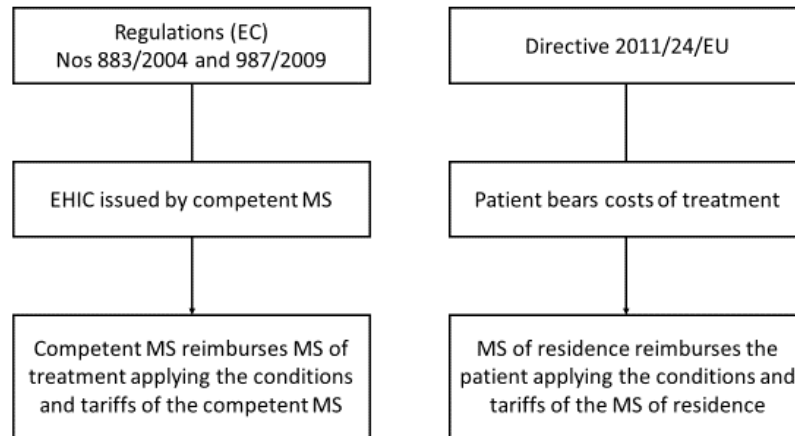 Regulations (EC)
Nos 883/2004 and 987/2009
EHIC issued by competent MS
Competent MS reimburses MS of
treatment applying the conditions
and tariffs of the competent MS
Directive 2011/24/EU
Patient bears costs of treatment
MS of residence reimburses the
patient applying the conditions and
tariffs of the MS of residence